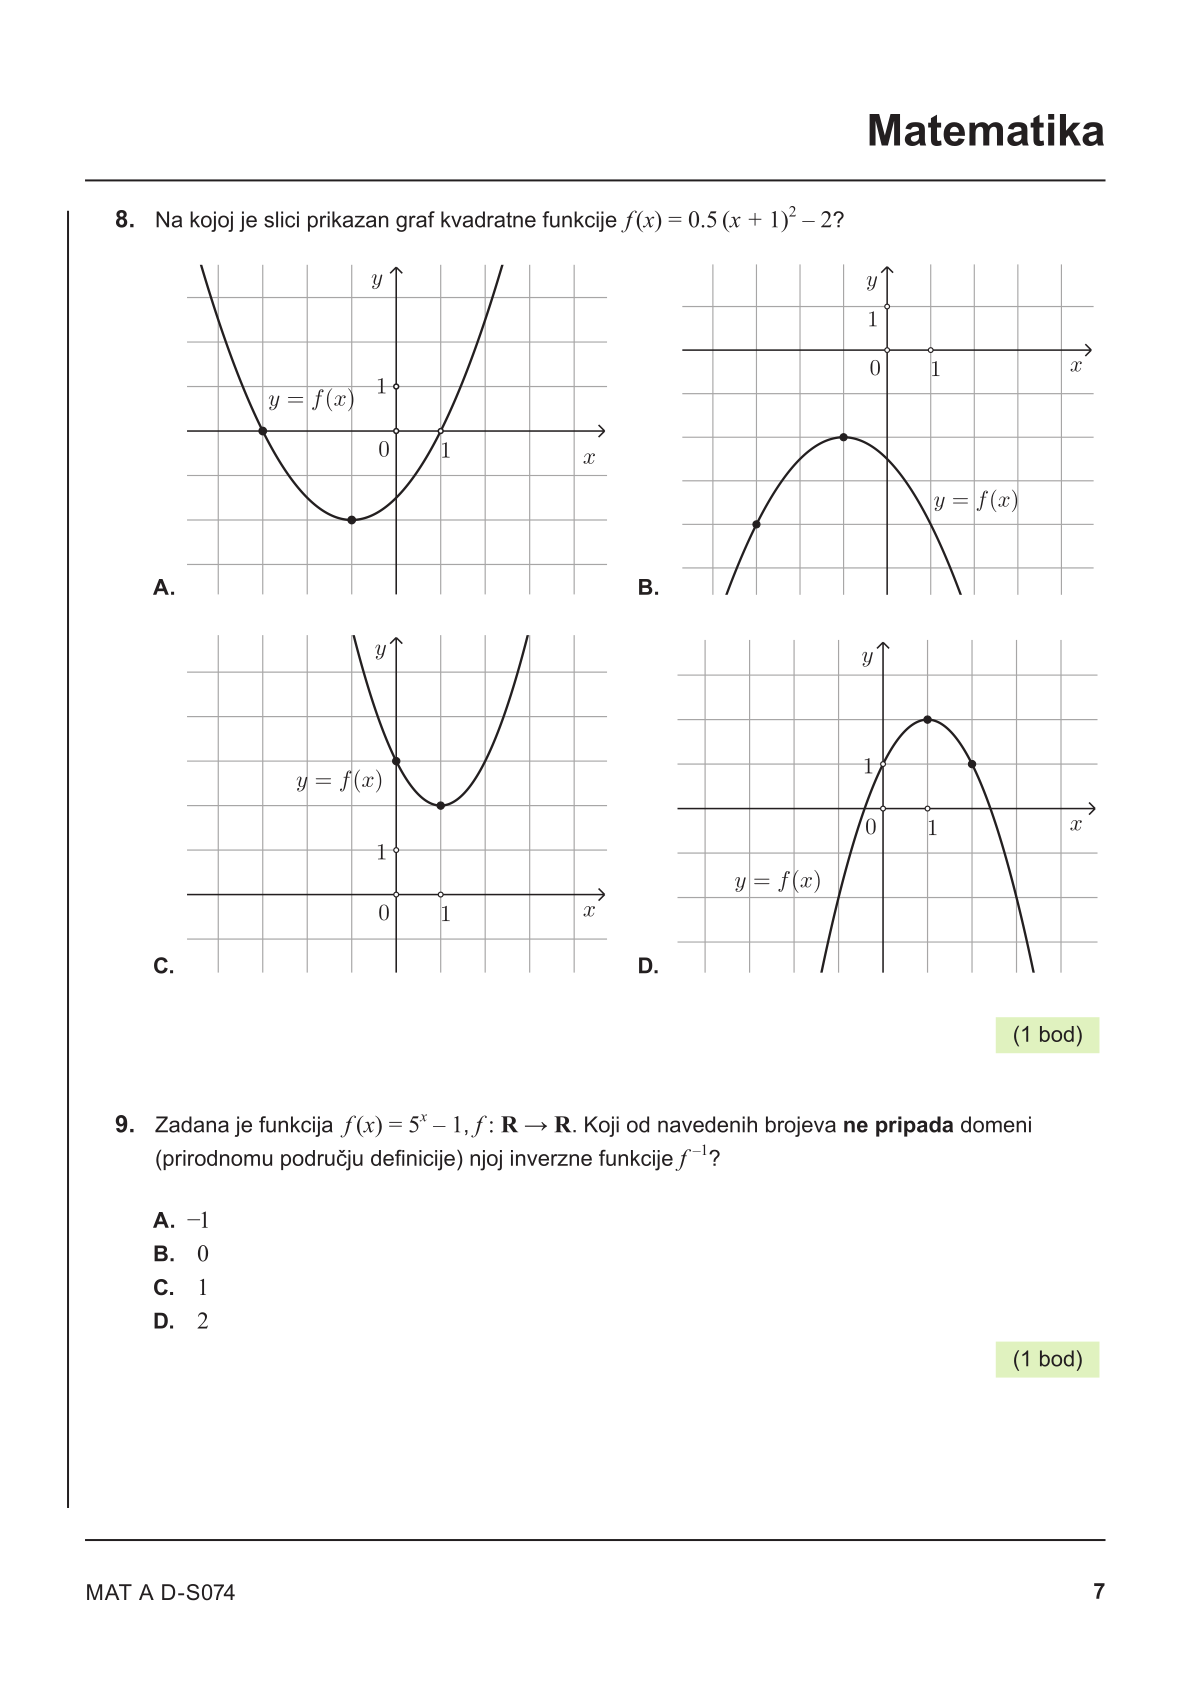 Matematika
8. Na kojoj je slici prikazan graf kvadratne funkcije f(x) = 0.5 (x + 1)² – 2?
y
y = f(x)
1
0
1
x
A.
y
1
0
1
x
y = f(x)
B.
y
y = f(x)
1
0
1
x
C.
y
1
0
1
x
y = f(x)
D.
(1 bod)
9. Zadana je funkcija f(x) = 5ˣ – 1, f : R → R. Koji od navedenih brojeva ne pripada domeni
(prirodnomu području definicije) njoj inverzne funkcije f⁻¹?
A. −1
B. 0
C. 1
D. 2
(1 bod)
MAT A D-S074
7